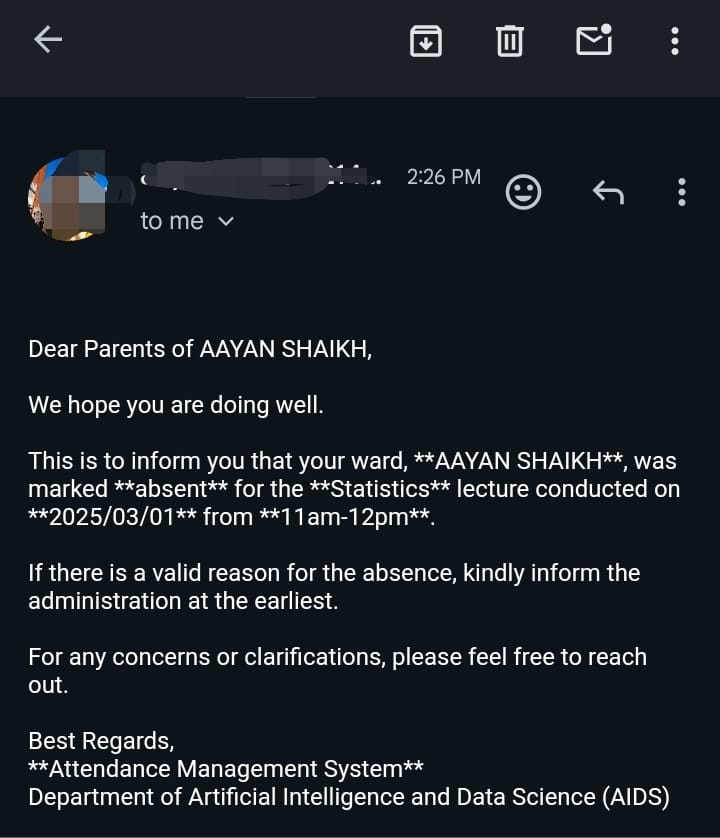 2:26 PM
to me
Dear Parents of AAYAN SHAIKH,
We hope you are doing well.
This is to inform you that your ward, **AAYAN SHAIKH**, was
marked **absent** for the **Statistics** lecture conducted on
**2025/03/01** from **11am-12pm**.
If there is a valid reason for the absence, kindly inform the
administration at the earliest.
For any concerns or clarifications, please feel free to reach
out.
Best Regards,
**Attendance Management System**
Department of Artificial Intelligence and Data Science (AIDS)